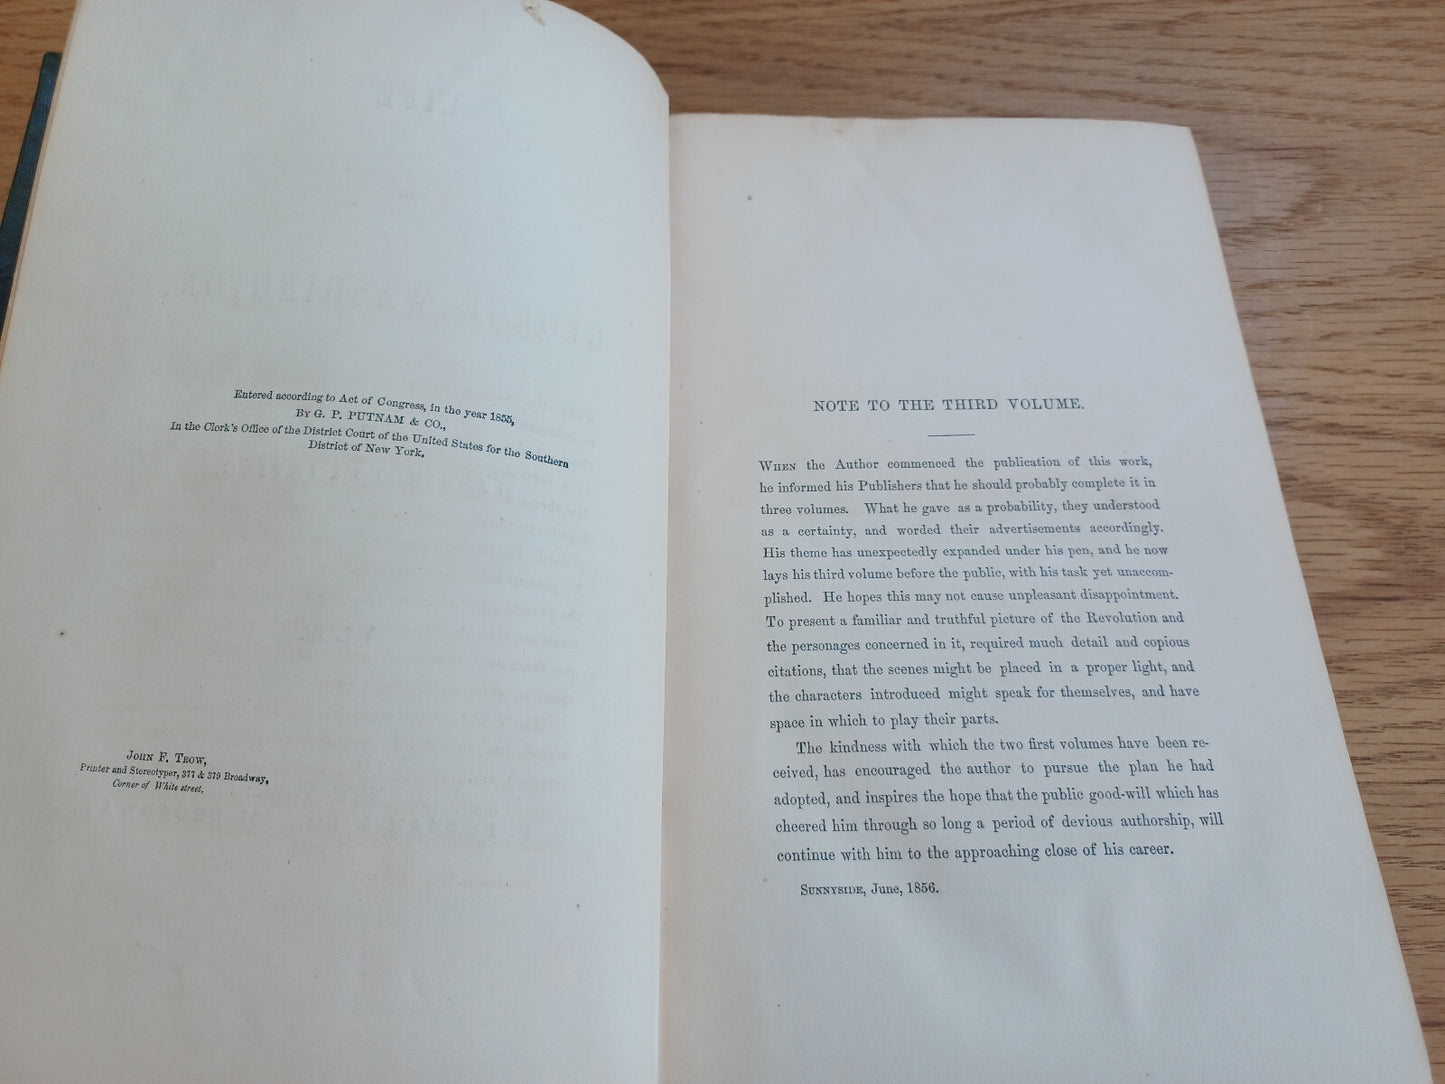 Entered according to Act of Congress, in the year 1855,
BY G. P. PUTNAM & CO.,
In the Clerk's Office of the District Court of the United States for the Southern
District of New York.
JOHN F. TROW,
Printer and Stereotyper, 377 & 379 Broadway,
Corner of White street.
NOTE TO THE THIRD VOLUME.
WHEN the Author commenced the publication of this work,
he informed his Publishers that he should probably complete it in
three volumes. What he gave as a probability, they understood
as a certainty, and worded their advertisements accordingly.
His theme has unexpectedly expanded under his pen, and he now
lays his third volume before the public, with his task yet unaccom-
plished. He hopes this may not cause unpleasant disappointment.
To present a familiar and truthful picture of the Revolution and
the personages concerned in it, required much detail and copious
citations, that the scenes might be placed in a proper light, and
the characters introduced might speak for themselves, and have
space in which to play their parts.
The kindness with which the two first volumes have been re-
ceived, has encouraged the author to pursue the plan he had
adopted, and inspires the hope that the public good-will which has
cheered him through so long a period of devious authorship, will
continue with him to the approaching close of his career.
SUNNYSIDE, June, 1856.